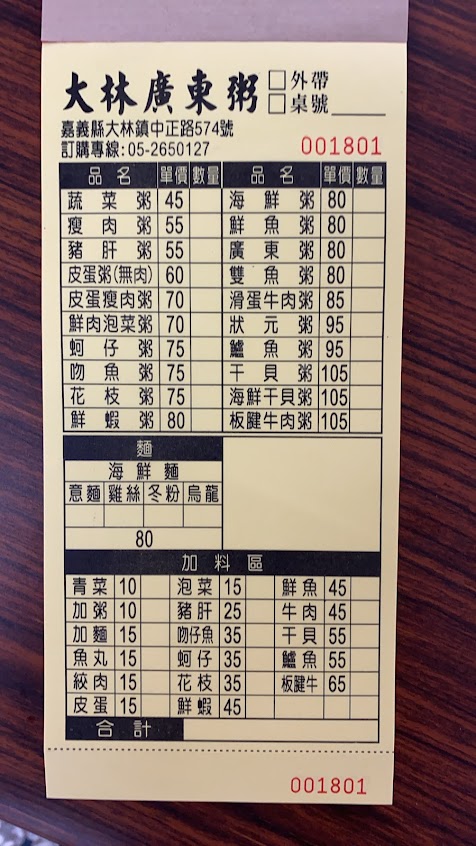 大林廣東粥 □外帶
□桌號
嘉義縣大林鎮中正路574號
訂購專線:05-2650127 001801
品名 單價 數量 品名 單價 數量
蔬菜粥 45 海鮮粥 80
瘦肉粥 55 鮮魚粥 80
豬肝粥 55 廣東粥 80
皮蛋粥(無肉) 60 雙魚粥 80
皮蛋瘦肉粥 70 滑蛋牛肉粥 85
鮮肉泡菜粥 70 狀元粥 95
蚵仔粥 75 鱸魚粥 95
吻魚粥 75 干貝粥 105
花枝粥 75 海鮮干貝粥 105
鮮蝦粥 80 板腱牛肉粥 105
麵
海鮮麵
意麵 雞絲 冬粉 烏龍
80
加料區
青菜 10 泡菜 15 鮮魚 45
加粥 10 豬肝 25 牛肉 45
加麵 15 吻仔魚 35 干貝 55
魚丸 15 蚵仔 35 鱸魚 55
絞肉 15 花枝 35 板腱牛 65
皮蛋 15 鮮蝦 45
合計
001801